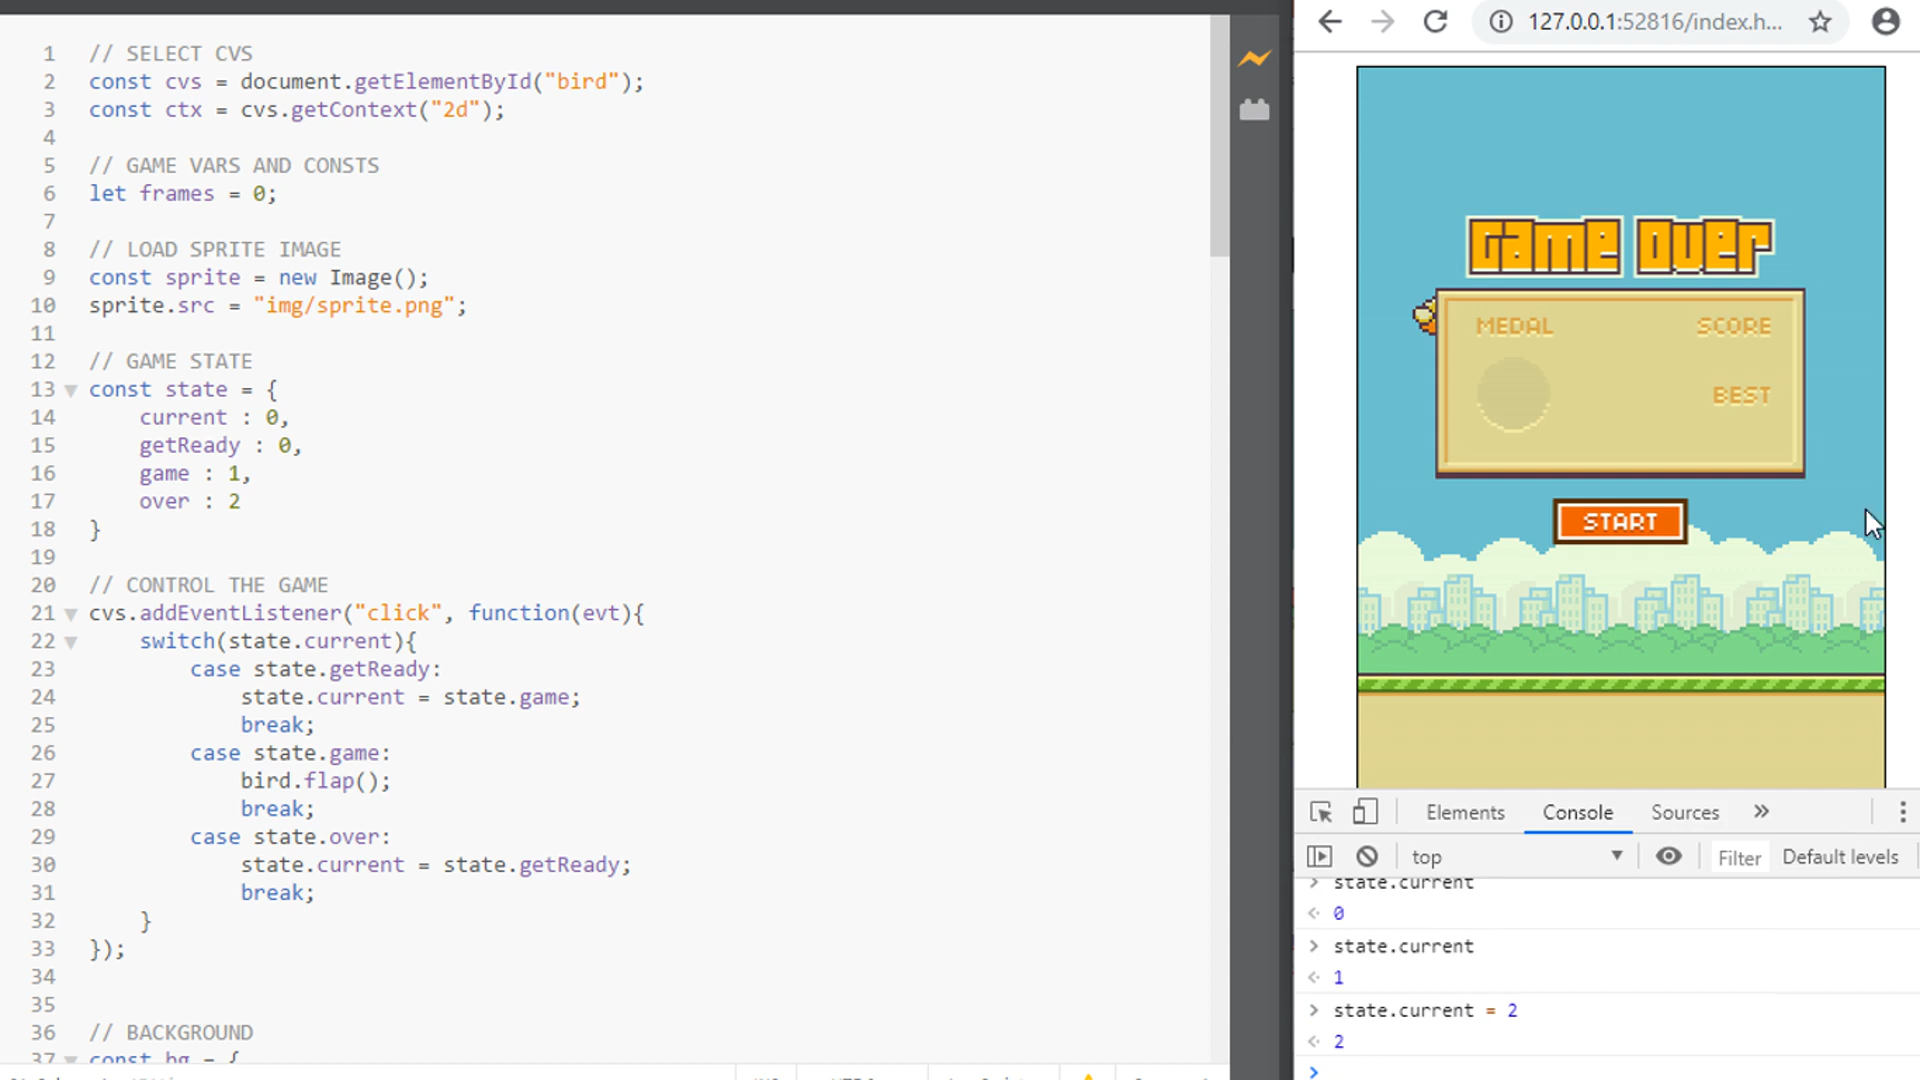 1 // SELECT CVS
2 const cvs = document.getElementById("bird");
3 const ctx = cvs.getContext("2d");
4
5 // GAME VARS AND CONSTS
6 let frames = 0;
7
8 // LOAD SPRITE IMAGE
9 const sprite = new Image();
10 sprite.src = "img/sprite.png";
11
12 // GAME STATE
13 const state = {
14 current : 0,
15 getReady : 0,
16 game : 1,
17 over : 2
18 }
19
20 // CONTROL THE GAME
21 cvs.addEventListener("click", function(evt){
22 switch(state.current){
23 case state.getReady:
24 state.current = state.game;
25 break;
26 case state.game:
27 bird.flap();
28 break;
29 case state.over:
30 state.current = state.getReady;
31 break;
32 }
33 });
34
35
36 // BACKGROUND
37 const bg = {
127.0.0.1:52816/index.h...
Game Over
MEDAL SCORE
BEST
START
Elements Console Sources »
top Filter Default levels
> state.current
0
> state.current
1
> state.current = 2
2
>